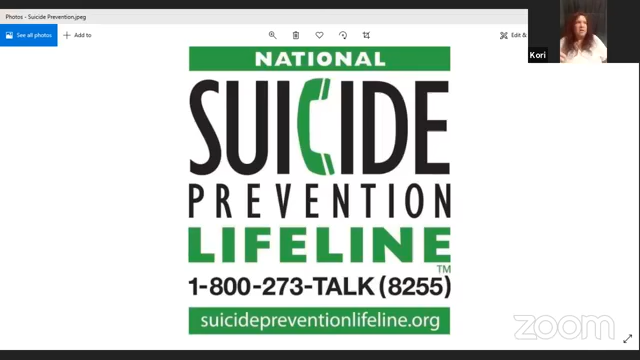 Photos - Suicide Prevention.jpeg
See all photos
Add to
Edit &
Kori
NATIONAL
SUICIDE
PREVENTION
LIFELINE
TM
1-800-273-TALK (8255)
suicidepreventionlifeline.org
zoom